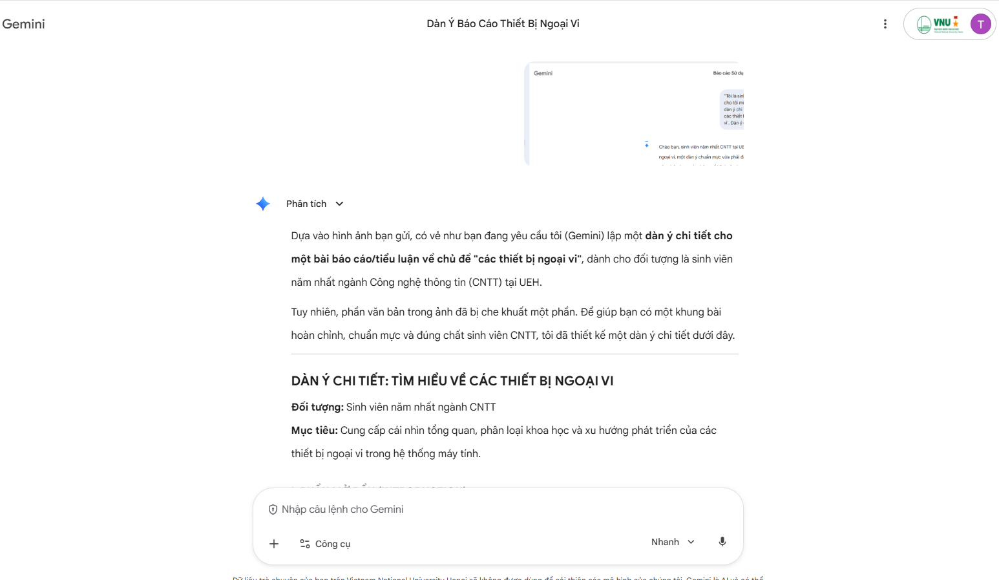 Gemini
Dàn Ý Báo Cáo Thiết Bị Ngoại Vi
VNU
T
Gemini
Báo cáo Sử dụ
"Tôi là sin
cho tôi m
dàn ý chi
các thiết
vi'. Dàn ý
Chào bạn, sinh viên năm nhất CNTT tại UE
ngoại vi, một dàn ý chuẩn mực vừa phải đ
Phân tích
Dựa vào hình ảnh bạn gửi, có vẻ như bạn đang yêu cầu tôi (Gemini) lập một dàn ý chi tiết cho
một bài báo cáo/tiểu luận về chủ đề "các thiết bị ngoại vi", dành cho đối tượng là sinh viên
năm nhất ngành Công nghệ thông tin (CNTT) tại UEH.
Tuy nhiên, phần văn bản trong ảnh đã bị che khuất một phần. Để giúp bạn có một khung bài
hoàn chỉnh, chuẩn mực và đúng chất sinh viên CNTT, tôi đã thiết kế một dàn ý chi tiết dưới đây.
DÀN Ý CHI TIẾT: TÌM HIỂU VỀ CÁC THIẾT BỊ NGOẠI VI
Đối tượng: Sinh viên năm nhất ngành CNTT
Mục tiêu: Cung cấp cái nhìn tổng quan, phân loại khoa học và xu hướng phát triển của các
thiết bị ngoại vi trong hệ thống máy tính.
Nhập câu lệnh cho Gemini
Công cụ
Nhanh
Dữ liệu trò chuyện của bạn trên Vietnam National University Hanoi sẽ không được dùng để cải thiện các mô hình của chúng tôi. Gemini là AI và có thể